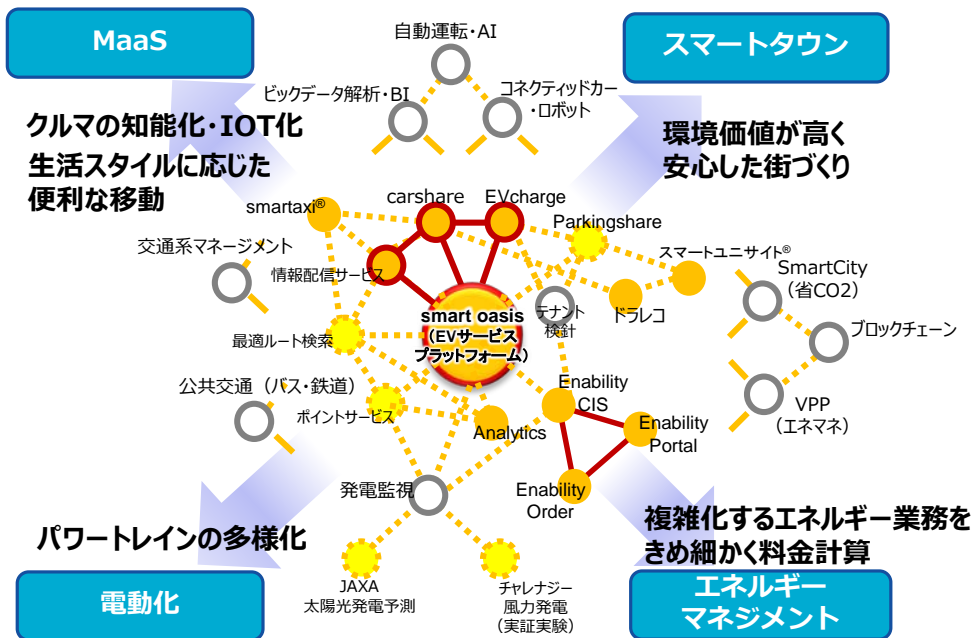 MaaS
スマートタウン
自動運転・AI
ビックデータ解析・BI
コネクティッドカー
・ロボット
クルマの知能化・IOT化
生活スタイルに応じた
便利な移動
環境価値が高く
安心した街づくり
smartaxi®
carshare
EVcharge
Parkingshare
交通系マネージメント
情報配信サービス
スマートユニサイト®
SmartCity
（省CO2）
smart oasis
（EVサービス
プラットフォーム）
テナント
検針
ドラレコ
ブロックチェーン
最適ルート検索
公共交通（バス・鉄道）
ポイントサービス
Analytics
Enability
CIS
Enability
Portal
VPP
（エネマネ）
発電監視
Enability
Order
パワートレインの多様化
複雑化するエネルギー業務を
きめ細かく料金計算
JAXA
太陽光発電予測
チャレナジー
風力発電
（実証実験）
電動化
エネルギー
マネジメント